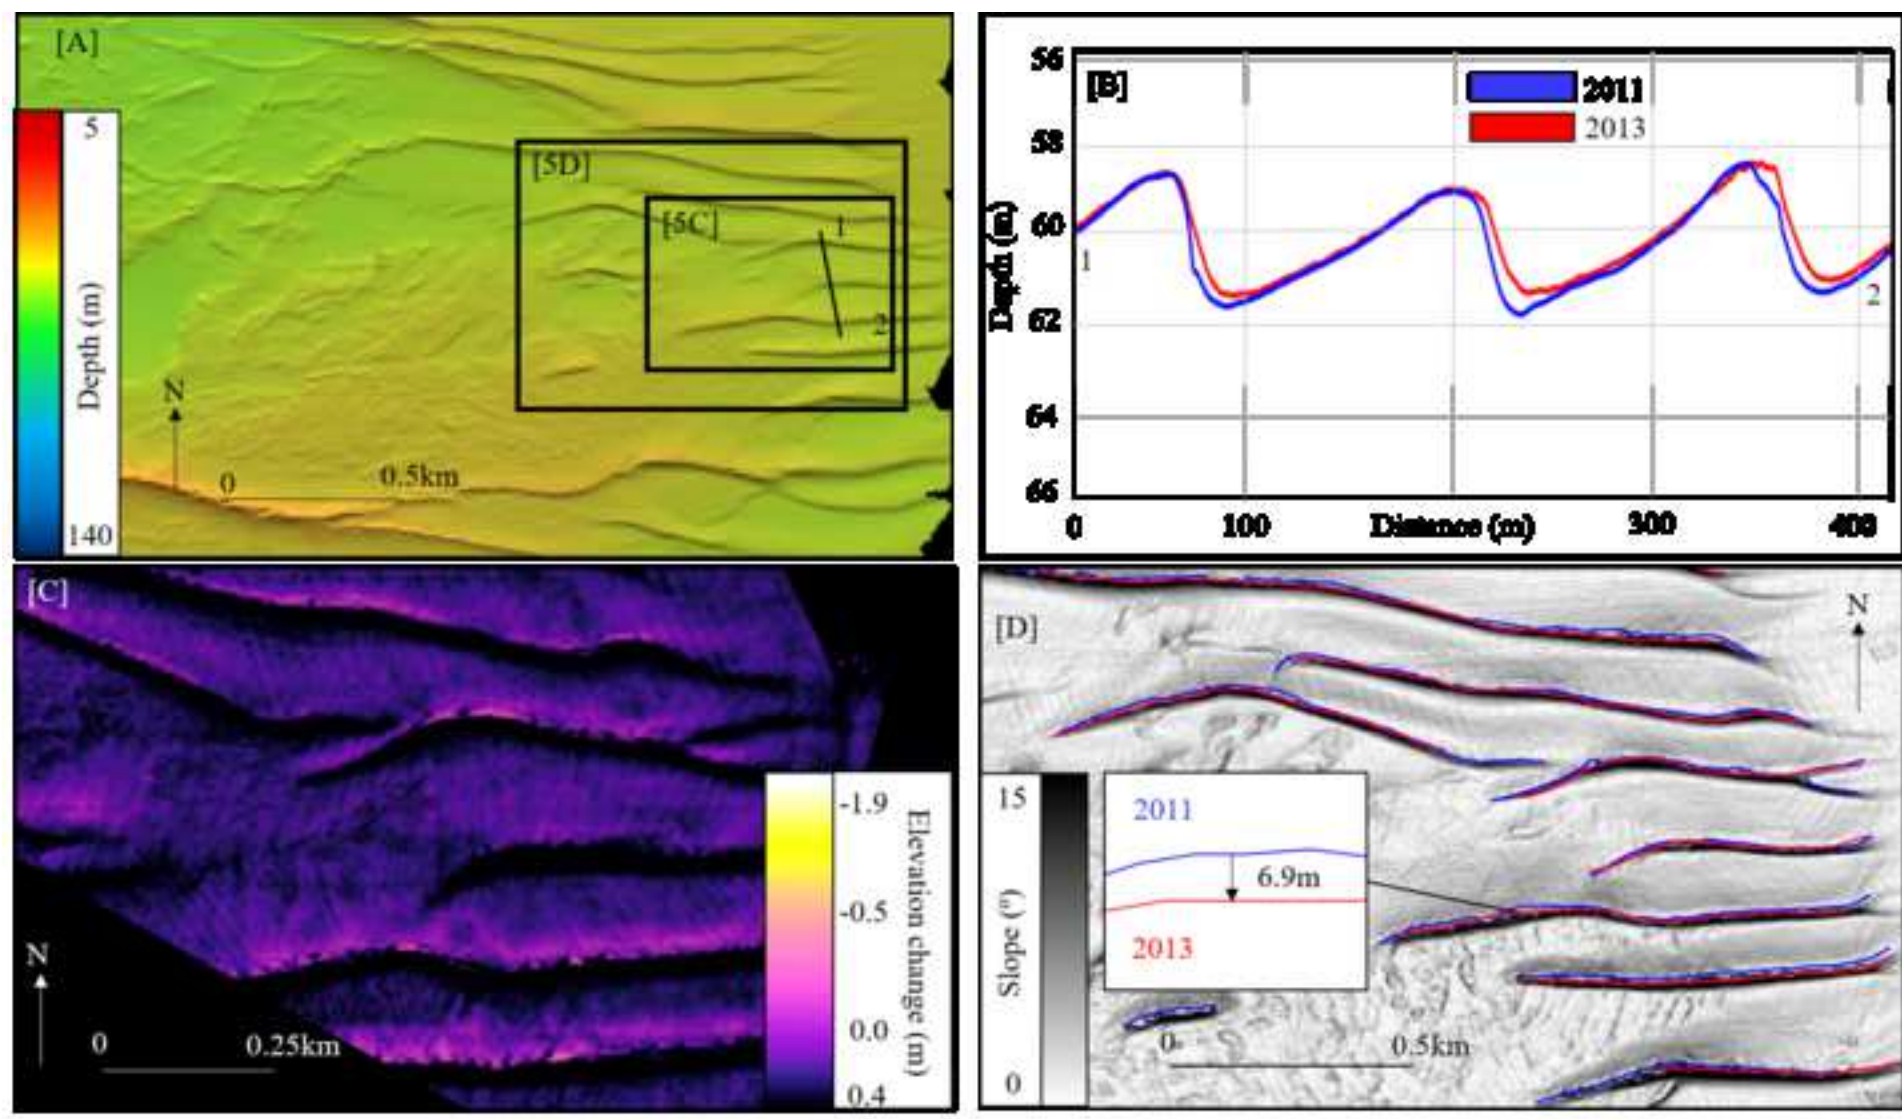 [A]
5
Depth (m)
140
N
0
0.5km
[5D]
[5C]
1
2
[B]
2011
2013
56
58
60
62
64
66
Depth (m)
1
2
0
100
Distance (m)
300
400
[C]
N
0
0.25km
-1.9
-0.5
0.0
0.4
Elevation change (m)
[D]
N
15
Slope (º)
0
2011
6.9m
2013
0
0.5km